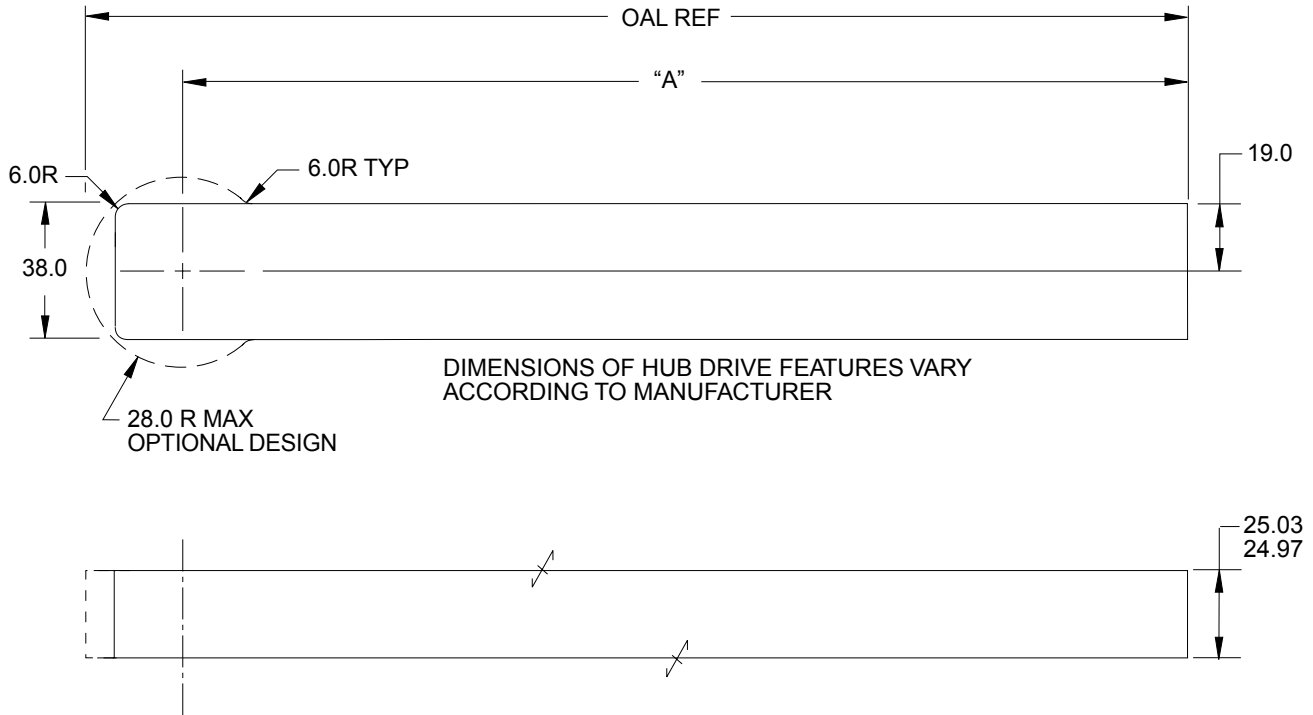 OAL REF
“A”
19.0
6.0R TYP
6.0R
38.0
DIMENSIONS OF HUB DRIVE FEATURES VARY
ACCORDING TO MANUFACTURER
28.0 R MAX
OPTIONAL DESIGN
25.03
24.97